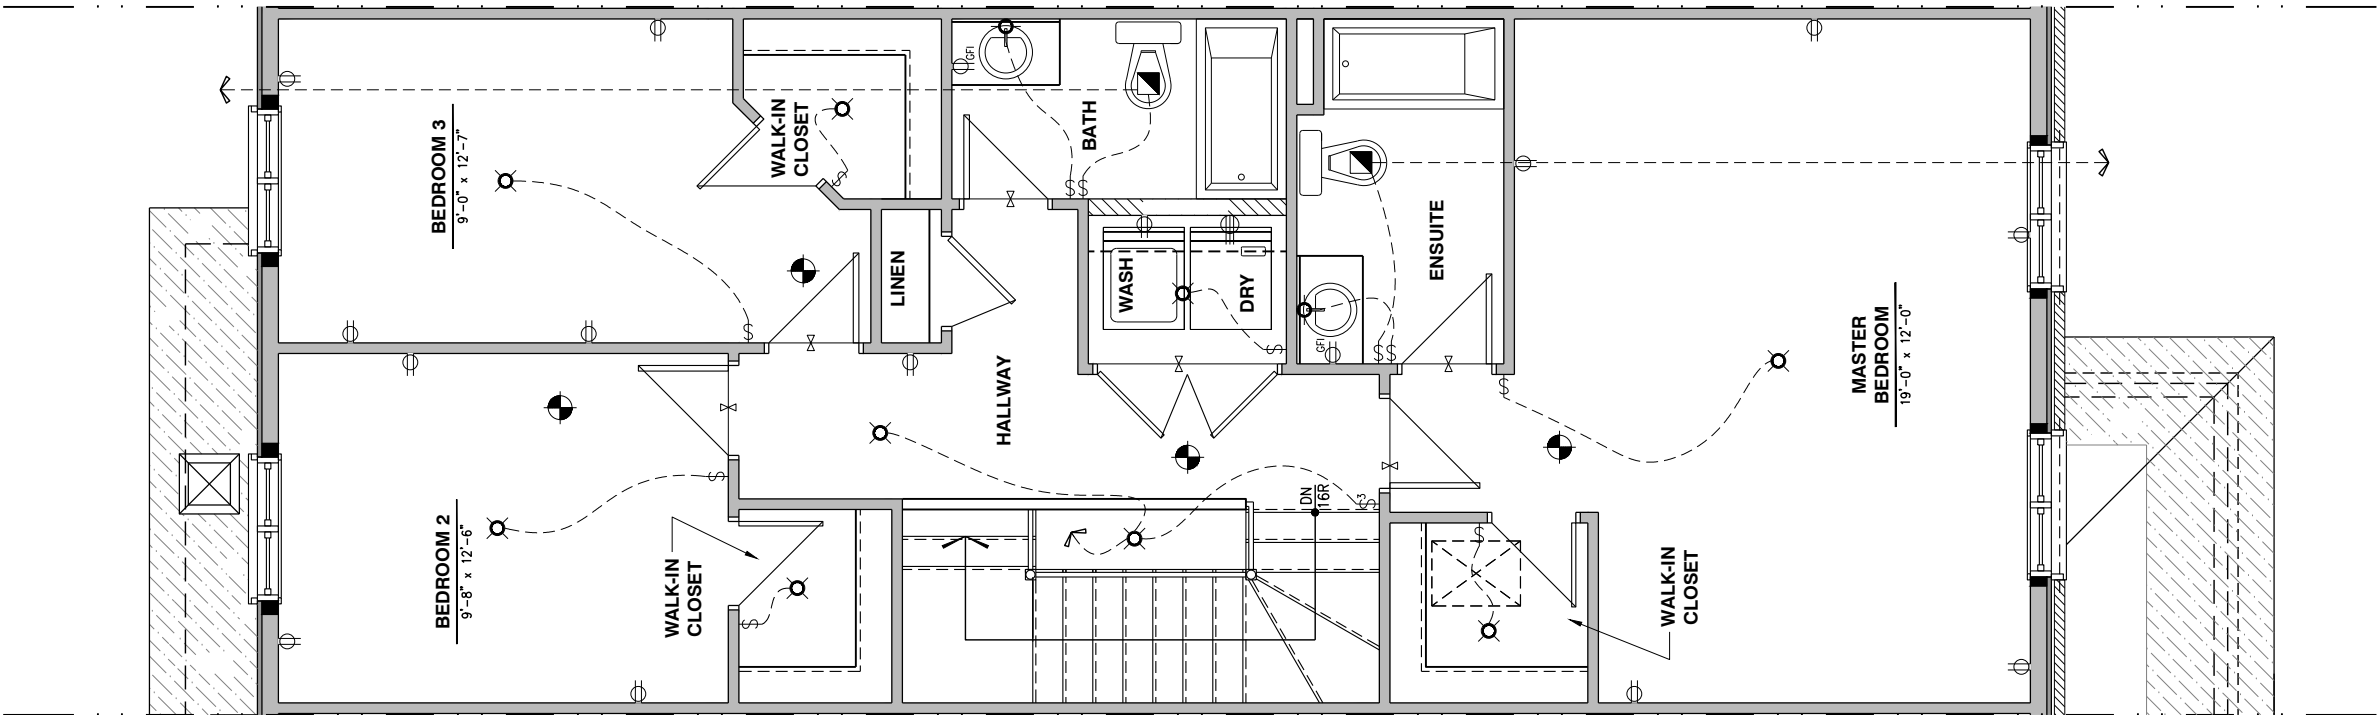 BEDROOM 3
9'-0" x 12'-7"
WALK-IN
CLOSET
GFI
BATH
LINEN
WASH
DRY
ENSUITE
GFI
HALLWAY
MASTER
BEDROOM
19'-0" x 12'-0"
BEDROOM 2
9'-8" x 12'-6"
WALK-IN
CLOSET
DN
16R
3
WALK-IN
CLOSET
S
S
S
S
S
S
S
S
S
S
S
S
S